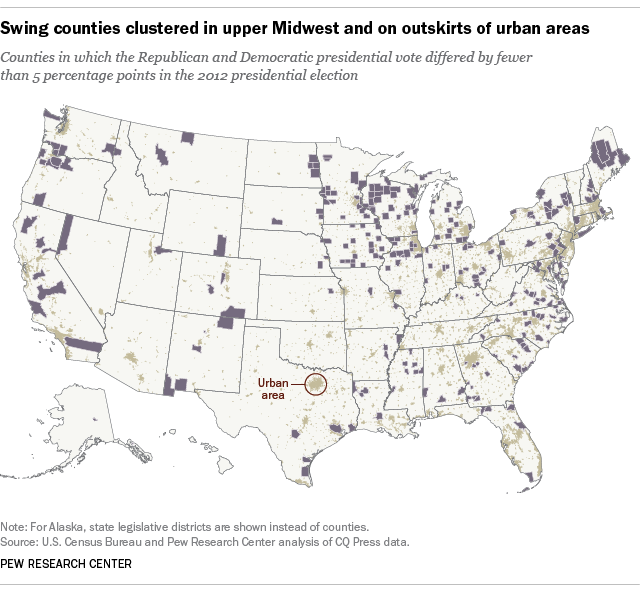 Swing counties clustered in upper Midwest and on outskirts of urban areas
Counties in which the Republican and Democratic presidential vote differed by fewer
than 5 percentage points in the 2012 presidential election
Urban
area
Note: For Alaska, state legislative districts are shown instead of counties.
Source: U.S. Census Bureau and Pew Research Center analysis of CQ Press data.
PEW RESEARCH CENTER